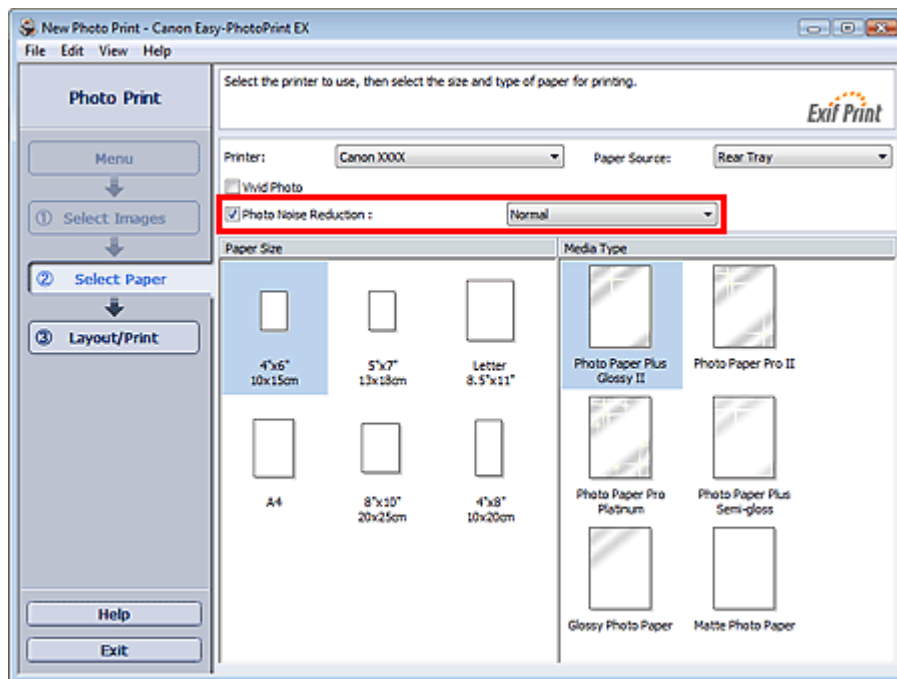 New Photo Print - Canon Easy-PhotoPrint EX
File Edit View Help
Photo Print
Menu
① Select Images
② Select Paper
③ Layout/Print
Help
Exit
Select the printer to use, then select the size and type of paper for printing.
Exif Print
Printer: Canon XXXX Paper Source: Rear Tray
Vivid Photo
Photo Noise Reduction : Normal
Paper Size
4"x6"
10x15cm
5"x7"
13x18cm
Letter
8.5"x11"
A4
8"x10"
20x25cm
4"x8"
10x20cm
Media Type
Photo Paper Plus
Glossy II
Photo Paper Pro II
Photo Paper Pro
Platinum
Photo Paper Plus
Semi-gloss
Glossy Photo Paper
Matte Photo Paper